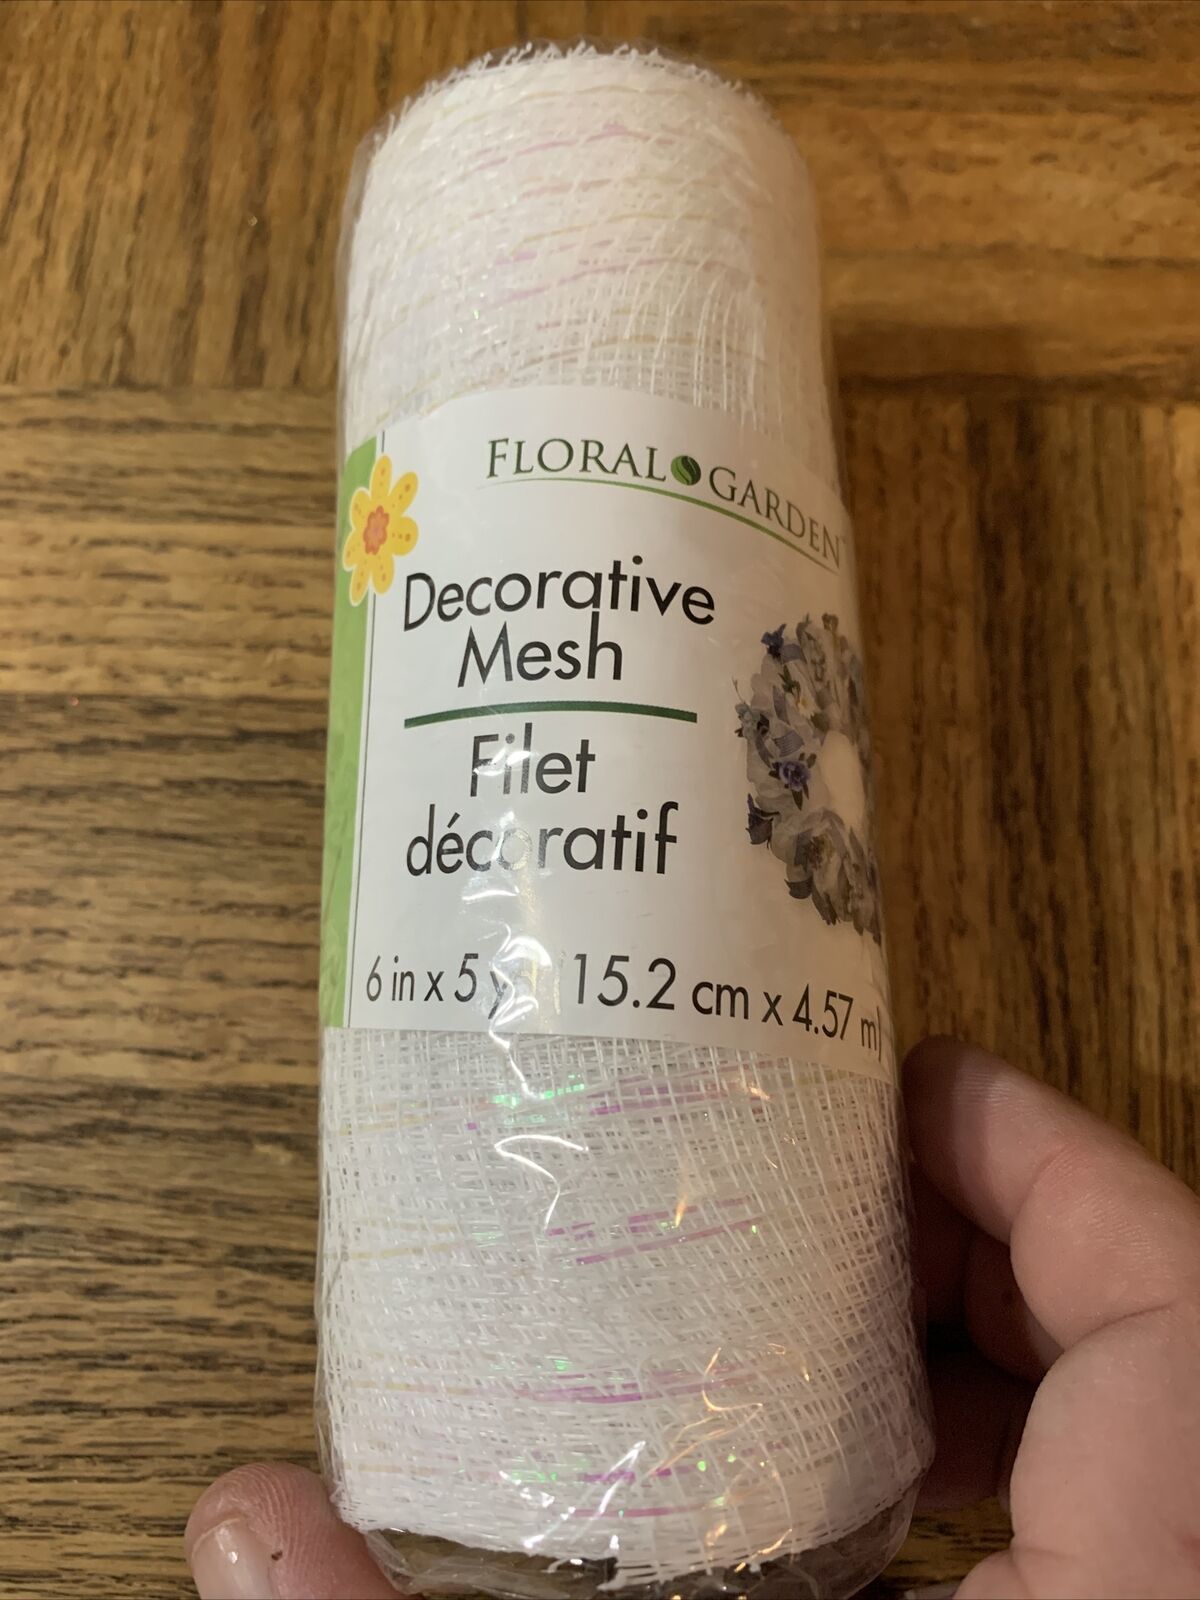 FLORAL GARDEN
Decorative
Mesh
Filet
décoratif
6 in x 5 15.2 cm x 4.57 m)